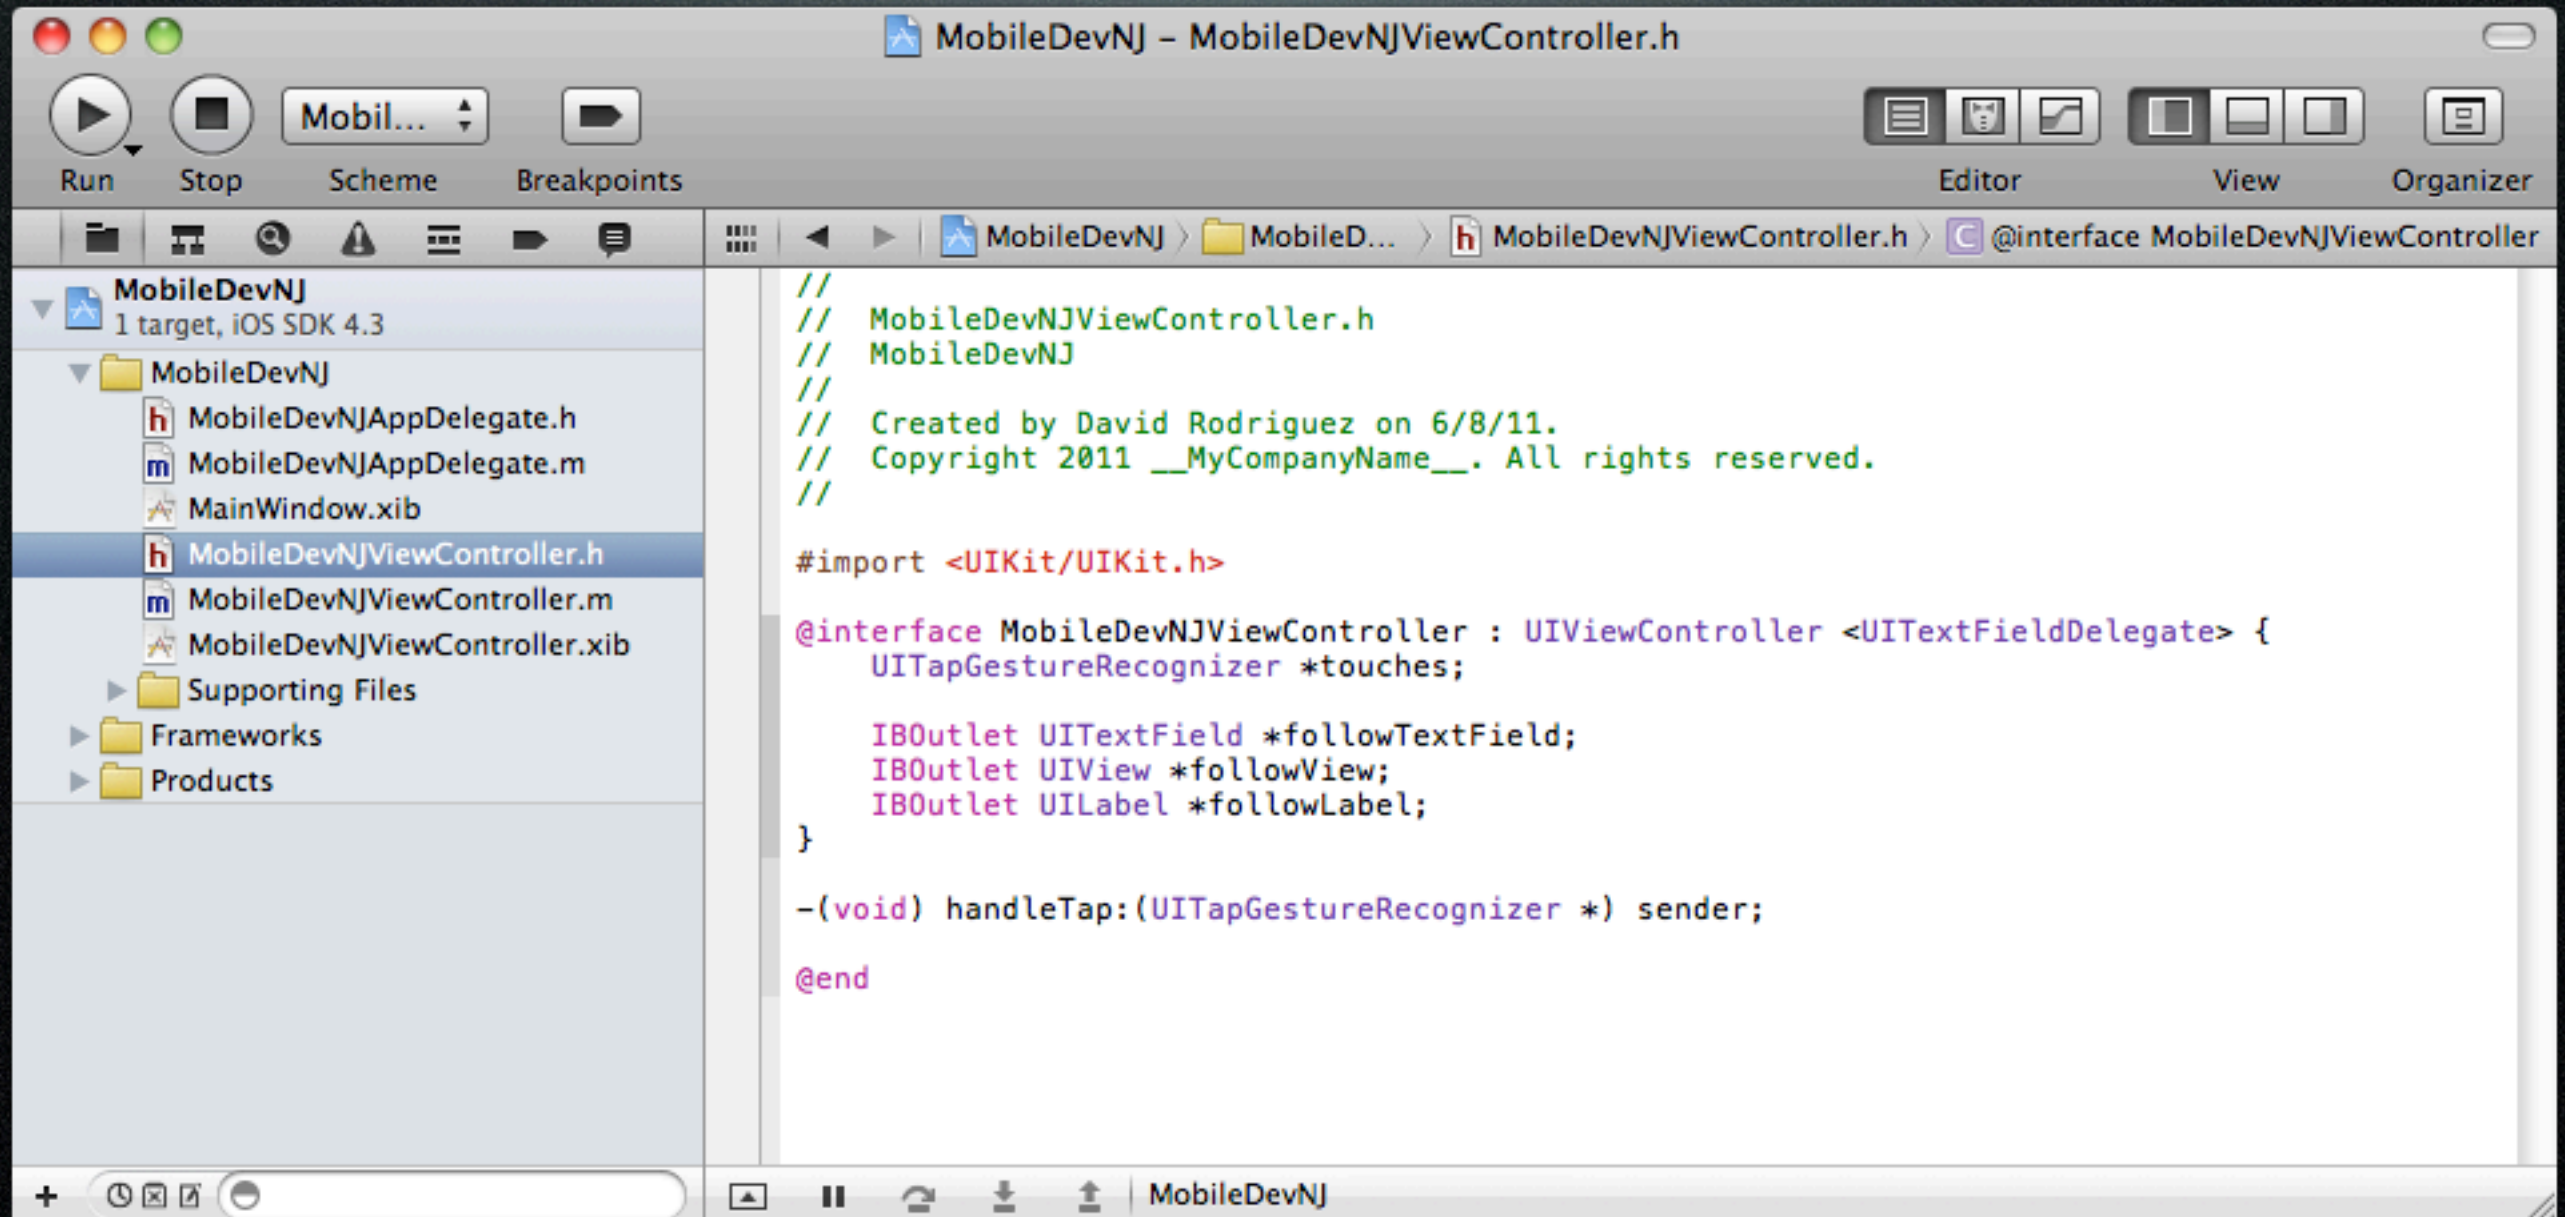 MobileDevNJ – MobileDevNJViewController.h
Mobil...
Run Stop Scheme Breakpoints Editor View Organizer
MobileDevNJ MobileD... h MobileDevNJViewController.h C @interface MobileDevNJViewController
MobileDevNJ
1 target, iOS SDK 4.3
MobileDevNJ
h MobileDevNJAppDelegate.h
m MobileDevNJAppDelegate.m
MainWindow.xib
h MobileDevNJViewController.h
m MobileDevNJViewController.m
MobileDevNJViewController.xib
Supporting Files
Frameworks
Products
//
//  MobileDevNJViewController.h
//  MobileDevNJ
//
//  Created by David Rodriguez on 6/8/11.
//  Copyright 2011 __MyCompanyName__. All rights reserved.
//
#import <UIKit/UIKit.h>
@interface MobileDevNJViewController : UIViewController <UITextFieldDelegate> {
    UITapGestureRecognizer *touches;
    IBOutlet UITextField *followTextField;
    IBOutlet UIView *followView;
    IBOutlet UILabel *followLabel;
}
-(void) handleTap:(UITapGestureRecognizer *) sender;
@end
MobileDevNJ